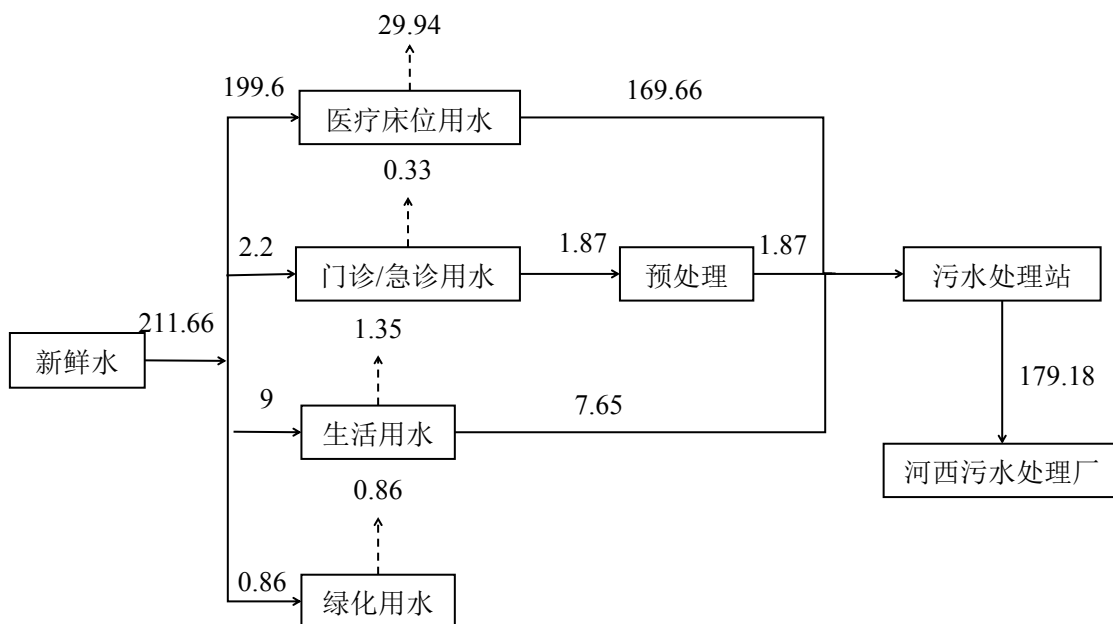 29.94
199.6
医疗床位用水
169.66
0.33
2.2
门诊/急诊用水
1.87
预处理
1.87
污水处理站
211.66
新鲜水
1.35
9
生活用水
7.65
179.18
河西污水处理厂
0.86
0.86
绿化用水